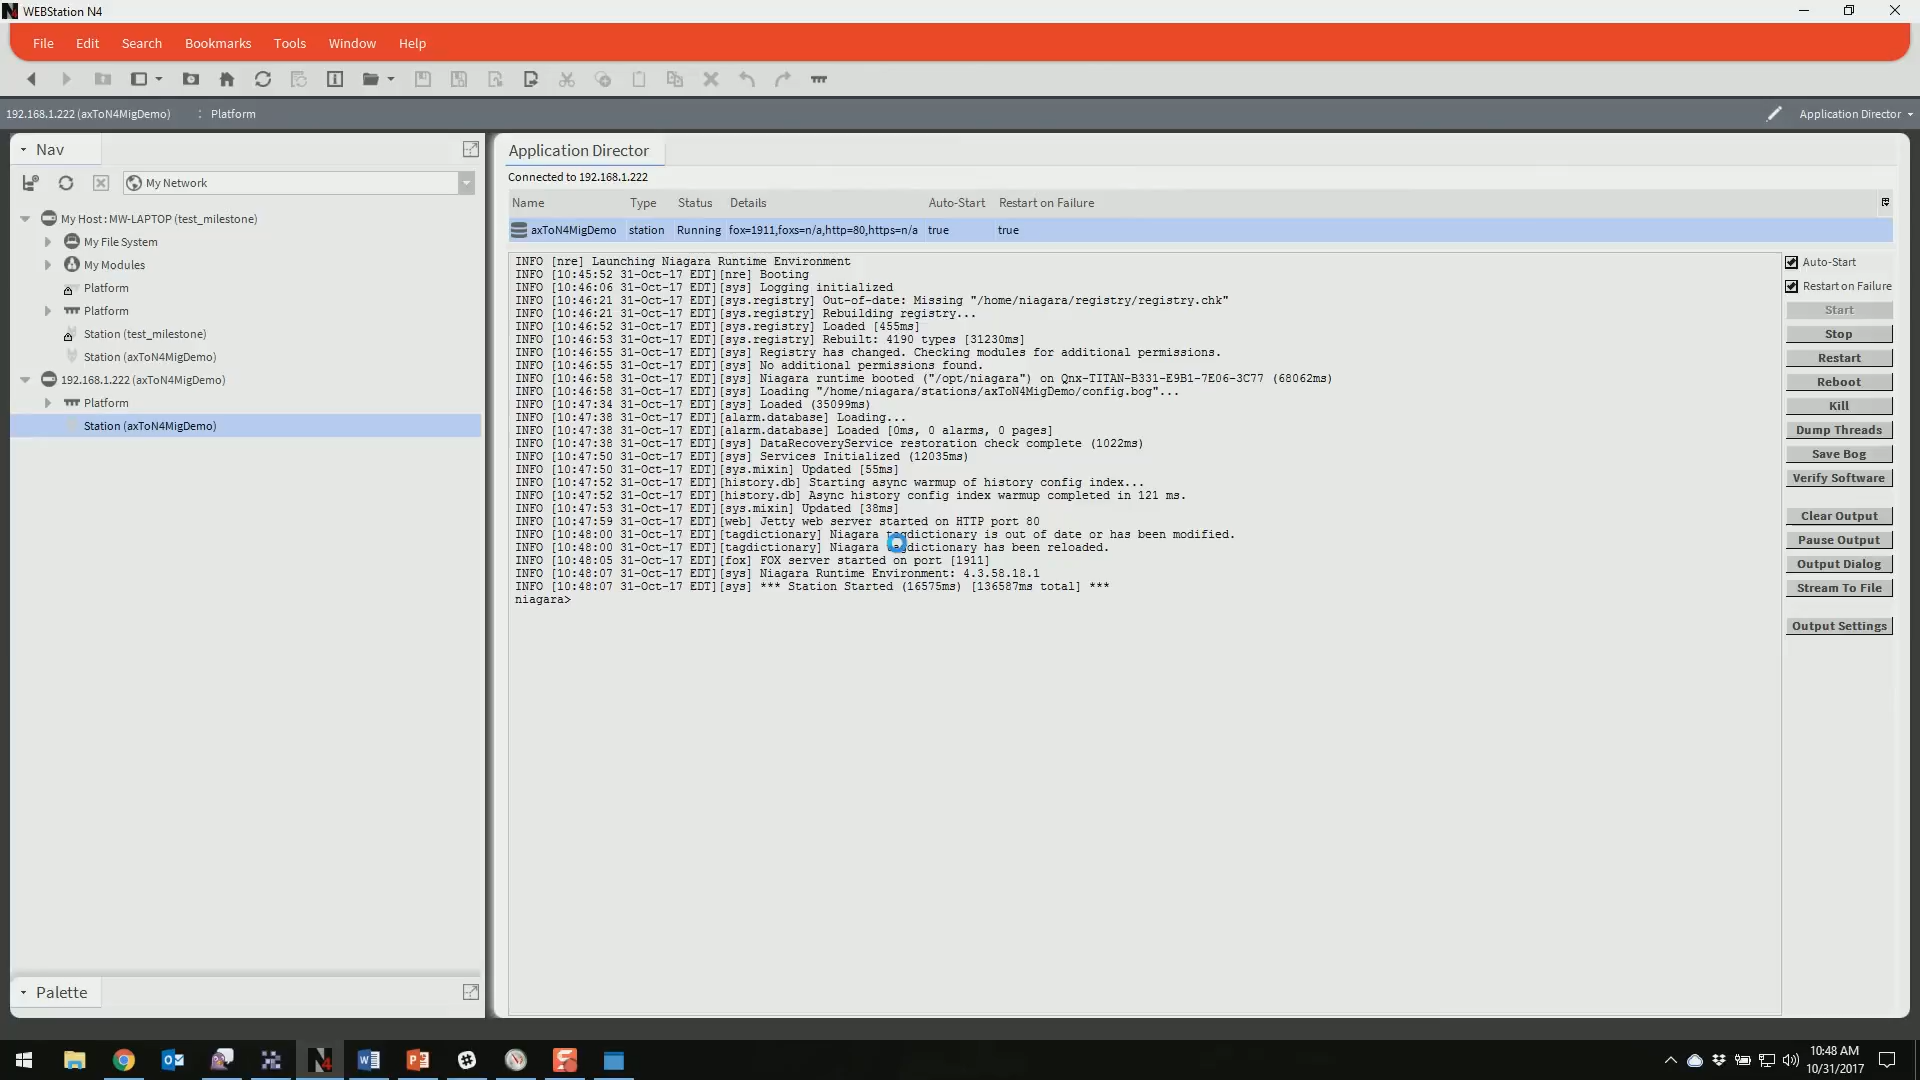 WEBStation N4
File Edit Search Bookmarks Tools Window Help
192.168.1.222 (axToN4MigDemo) : Platform
Application Director
Nav
My Network
My Host : MW-LAPTOP (test_milestone)
My File System
My Modules
Platform
Platform
Station (test_milestone)
Station (axToN4MigDemo)
192.168.1.222 (axToN4MigDemo)
Platform
Station (axToN4MigDemo)
Palette
Application Director
Connected to 192.168.1.222
Name Type Status Details Auto-Start Restart on Failure
axToN4MigDemo station Running fox=1911,foxs=n/a,http=80,https=n/a true true
INFO [nre] Launching Niagara Runtime Environment
INFO [10:45:52 31-Oct-17 EDT][nre] Booting
INFO [10:46:06 31-Oct-17 EDT][sys] Logging initialized
INFO [10:46:21 31-Oct-17 EDT][sys.registry] Out-of-date: Missing "/home/niagara/registry/registry.chk"
INFO [10:46:21 31-Oct-17 EDT][sys.registry] Rebuilding registry...
INFO [10:46:52 31-Oct-17 EDT][sys.registry] Loaded [455ms]
INFO [10:46:53 31-Oct-17 EDT][sys.registry] Rebuilt: 4190 types [31230ms]
INFO [10:46:55 31-Oct-17 EDT][sys] Registry has changed. Checking modules for additional permissions.
INFO [10:46:55 31-Oct-17 EDT][sys] No additional permissions found.
INFO [10:46:58 31-Oct-17 EDT][sys] Niagara runtime booted ("/opt/niagara") on Qnx-TITAN-B331-E9B1-7E06-3C77 (68062ms)
INFO [10:46:58 31-Oct-17 EDT][sys] Loading "/home/niagara/stations/axToN4MigDemo/config.bog"...
INFO [10:47:34 31-Oct-17 EDT][sys] Loaded (35099ms)
INFO [10:47:38 31-Oct-17 EDT][alarm.database] Loading...
INFO [10:47:38 31-Oct-17 EDT][alarm.database] Loaded [0ms, 0 alarms, 0 pages]
INFO [10:47:38 31-Oct-17 EDT][sys] DataRecoveryService restoration check complete (1022ms)
INFO [10:47:50 31-Oct-17 EDT][sys] Services Initialized (12035ms)
INFO [10:47:50 31-Oct-17 EDT][sys.mixin] Updated [55ms]
INFO [10:47:52 31-Oct-17 EDT][history.db] Starting async warmup of history config index...
INFO [10:47:52 31-Oct-17 EDT][history.db] Async history config index warmup completed in 121 ms.
INFO [10:47:53 31-Oct-17 EDT][sys.mixin] Updated [38ms]
INFO [10:47:59 31-Oct-17 EDT][web] Jetty web server started on HTTP port 80
INFO [10:48:00 31-Oct-17 EDT][tagdictionary] Niagara tagdictionary is out of date or has been modified.
INFO [10:48:00 31-Oct-17 EDT][tagdictionary] Niagara tagdictionary has been reloaded.
INFO [10:48:05 31-Oct-17 EDT][fox] FOX server started on port [1911]
INFO [10:48:07 31-Oct-17 EDT][sys] Niagara Runtime Environment: 4.3.58.18.1
INFO [10:48:07 31-Oct-17 EDT][sys] *** Station Started (16575ms) [136587ms total] ***
niagara>
Auto-Start
Restart on Failure
Start
Stop
Restart
Reboot
Kill
Dump Threads
Save Bog
Verify Software
Clear Output
Pause Output
Output Dialog
Stream To File
Output Settings
10:48 AM
10/31/2017